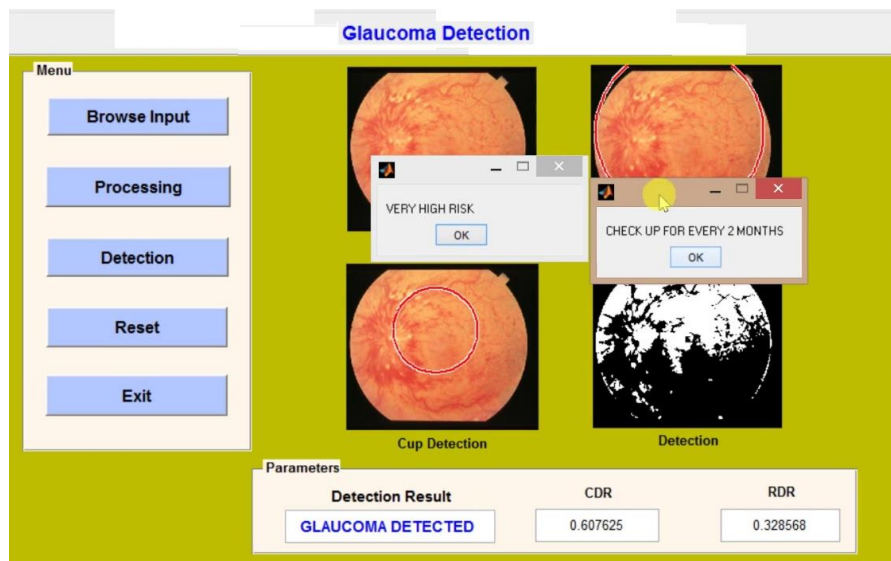 Glaucoma Detection
Menu
Browse Input
Processing
Detection
Reset
Exit
VERY HIGH RISK
OK
CHECK UP FOR EVERY 2 MONTHS
OK
Cup Detection
Detection
Parameters
Detection Result
CDR
RDR
GLAUCOMA DETECTED
0.607625
0.328568